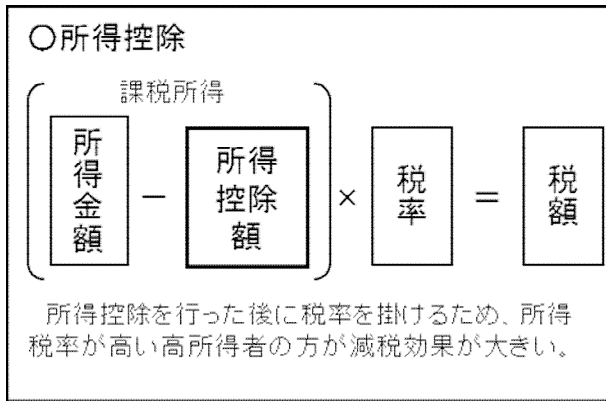 〇所得控除
課税所得
所得金額 － 所得控除額 × 税率 ＝ 税額
所得控除を行った後に税率を掛けるため、所得
税率が高い高所得者の方が減税効果が大きい。